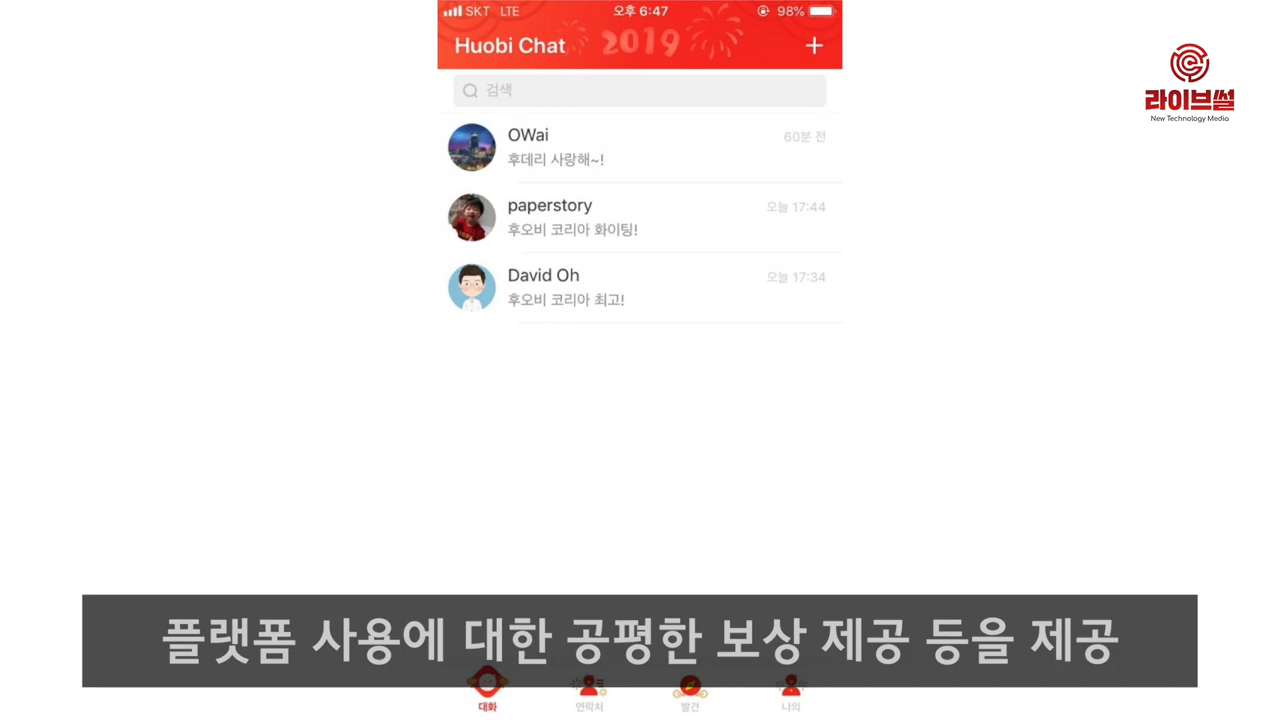 SKT LTE 오후 6:47 98%
Huobi Chat 2019 +
검색
OWai 60분 전
후데리 사랑해~!
paperstory 오늘 17:44
후오비 코리아 화이팅!
David Oh 오늘 17:34
후오비 코리아 최고!
라이브썰
New Technology Media
플랫폼 사용에 대한 공평한 보상 제공 등을 제공
대화 연락처 발견 나의